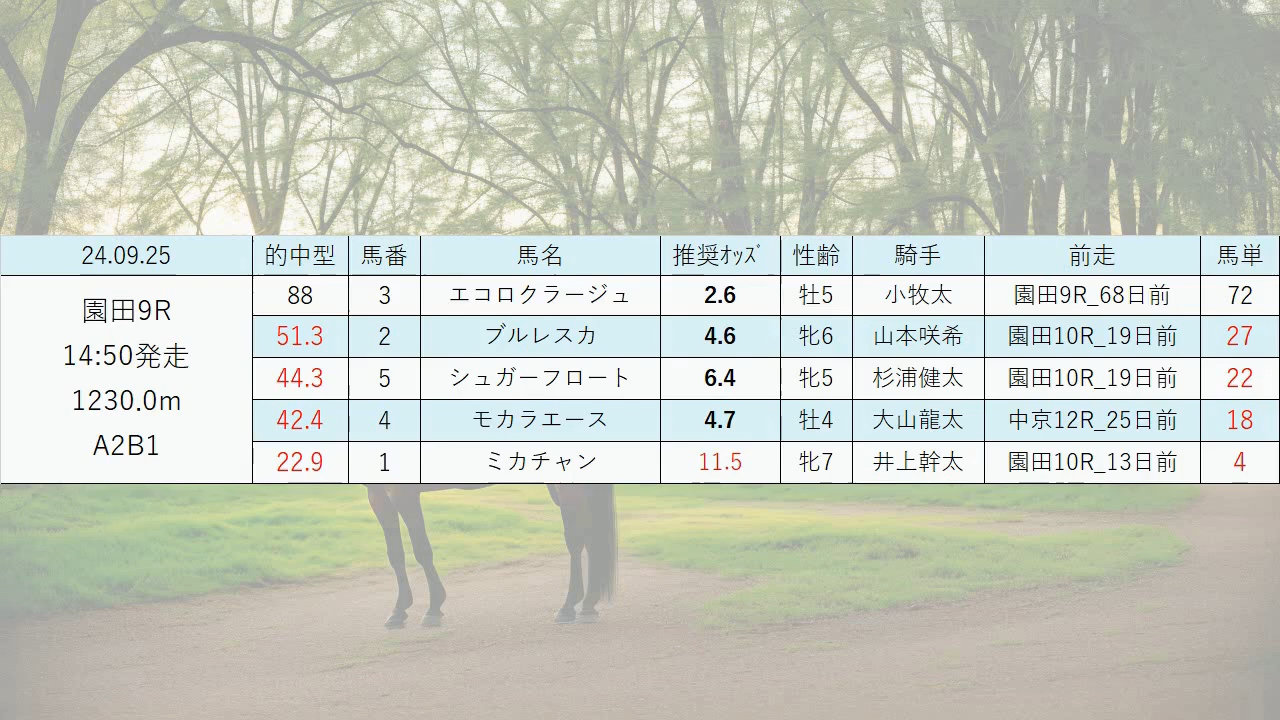 24.09.25 的中型 馬番 馬名 推奨ｵｯｽﾞ 性齢 騎手 前走 馬単
園田9R
14:50発走
1230.0m
A2B1
88 3 エコロクラージュ 2.6 牡5 小牧太 園田9R_68日前 72
51.3 2 ブルレスカ 4.6 牝6 山本咲希 園田10R_19日前 27
44.3 5 シュガーフロート 6.4 牝5 杉浦健太 園田10R_19日前 22
42.4 4 モカラエース 4.7 牡4 大山龍太 中京12R_25日前 18
22.9 1 ミカチャン 11.5 牝7 井上幹太 園田10R_13日前 4